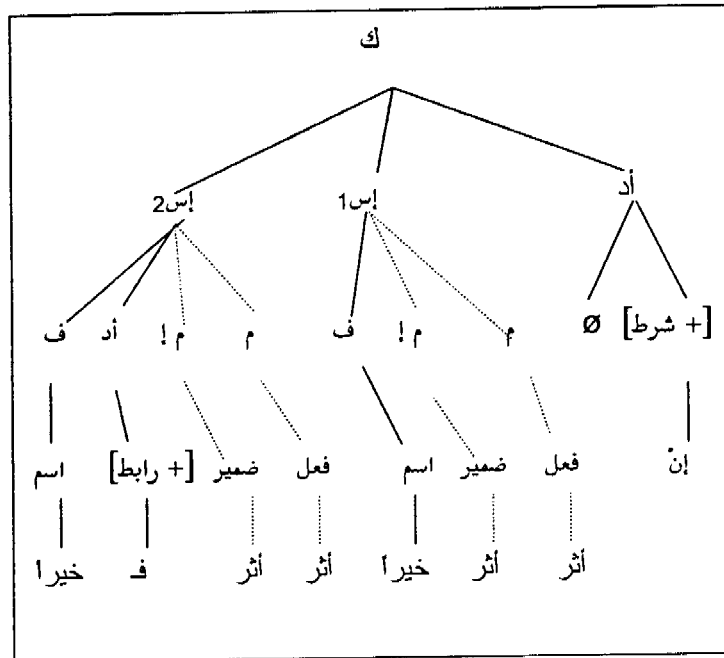 ك
أد إس1 إس2
[+ شرط] Ø م م إ ف م م إ أد ف
إنْ فعل ضمير اسم فعل ضمير [+ رابط] اسم
أثر أثر خيراً أثر أثر فـ خيرا